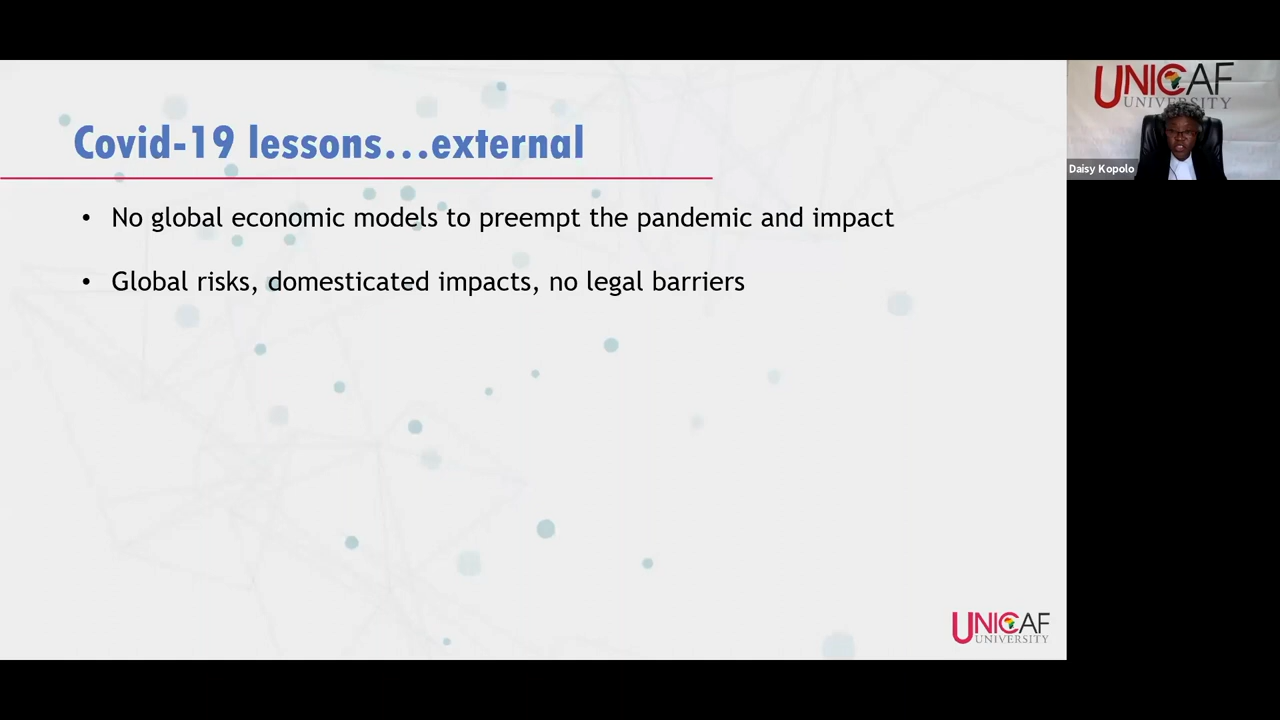 UNICAF
UNIVERSITY
Daisy Kopolo
Covid-19 lessons...external
• No global economic models to preempt the pandemic and impact
• Global risks, domesticated impacts, no legal barriers
UNICAF
UNIVERSITY